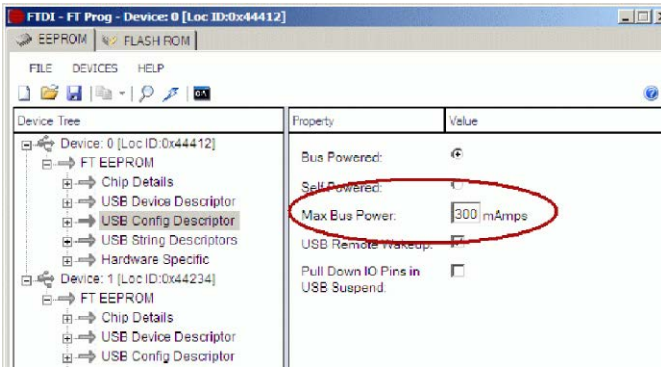 FTDI - FT Prog - Device: 0 [Loc ID:0x44412]
EEPROM FLASH ROM
FILE DEVICES HELP
Device Tree
Property Value
Device: 0 [Loc ID:0x44412]
FT EEPROM
Chip Details
USB Device Descriptor
USB Config Descriptor
USB String Descriptors
Hardware Specific
Device: 1 [Loc ID:0x44234]
FT EEPROM
Chip Details
USB Device Descriptor
USB Config Descriptor
Bus Powered:
Self Powered:
Max Bus Power: 300 mAmps
USB Remote Wakeup:
Pull Down IO Pins in
USB Suspend: